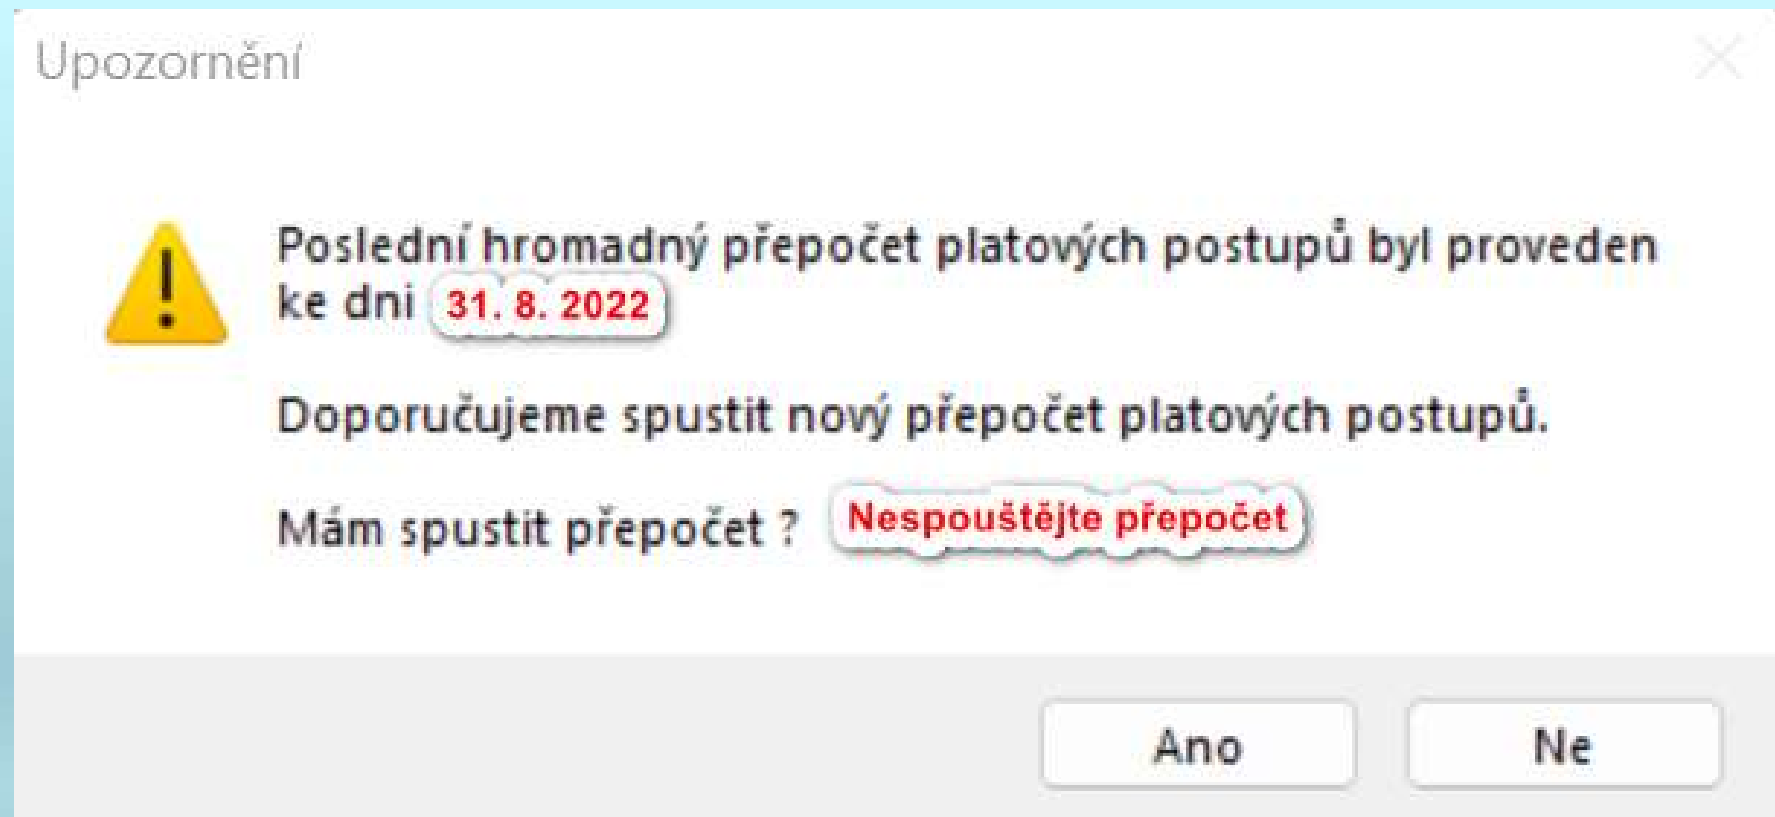 Upozornění
Poslední hromadný přepočet platových postupů byl proveden
ke dni 31. 8. 2022
Doporučujeme spustit nový přepočet platových postupů.
Mám spustit přepočet ? Nespouštějte přepočet
Ano Ne